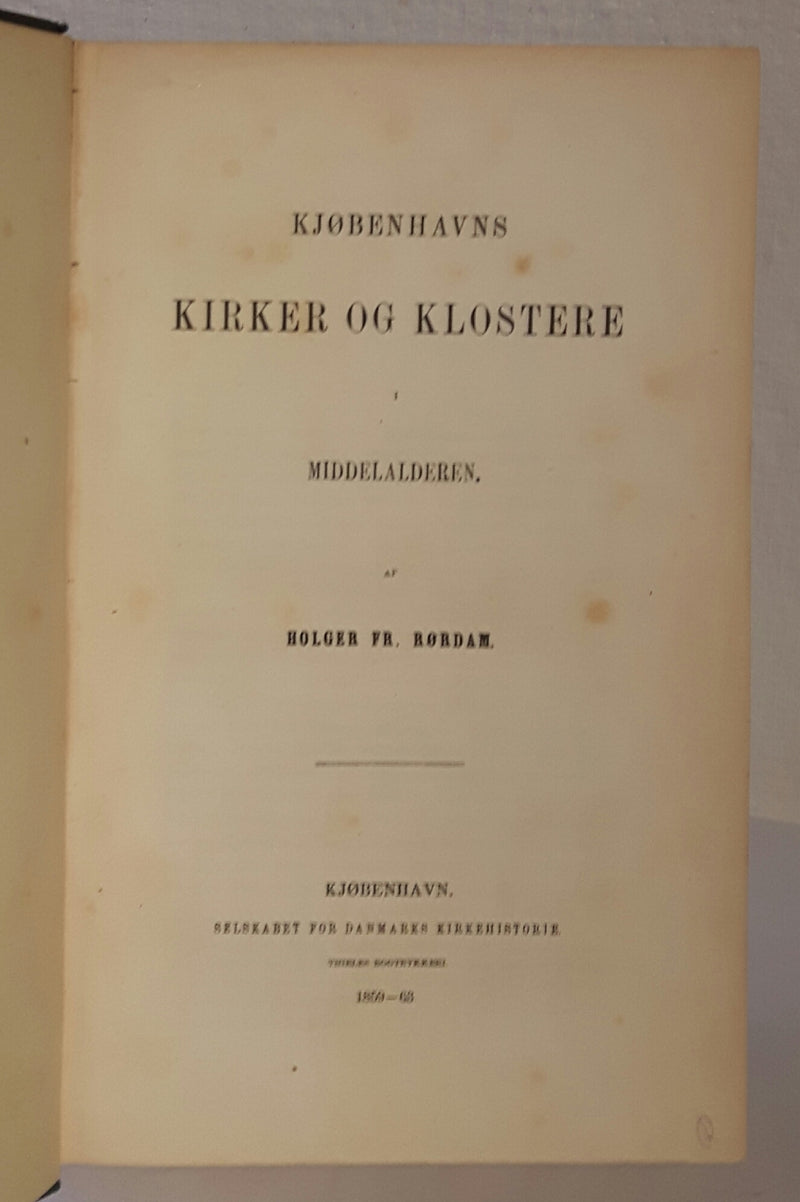 KJØBENHAVNS
KIRKER OG KLOSTERE
I
MIDDELALDEREN.
AF
HOLGER FR. RØRDAM.
KJØBENHAVN.
SELSKABET FOR DANMARKS KIRKEHISTORIE.
THIELES BOGTRYKKERI.
1859–63